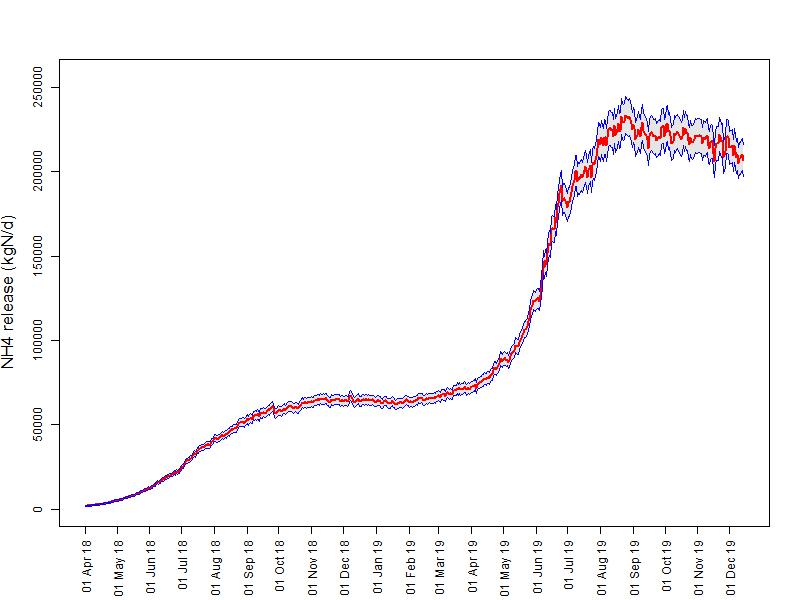 NH4 release (kgN/d)
250000
200000
150000
100000
50000
0
01 Apr 18
01 May 18
01 Jun 18
01 Jul 18
01 Aug 18
01 Sep 18
01 Oct 18
01 Nov 18
01 Dec 18
01 Jan 19
01 Feb 19
01 Mar 19
01 Apr 19
01 May 19
01 Jun 19
01 Jul 19
01 Aug 19
01 Sep 19
01 Oct 19
01 Nov 19
01 Dec 19